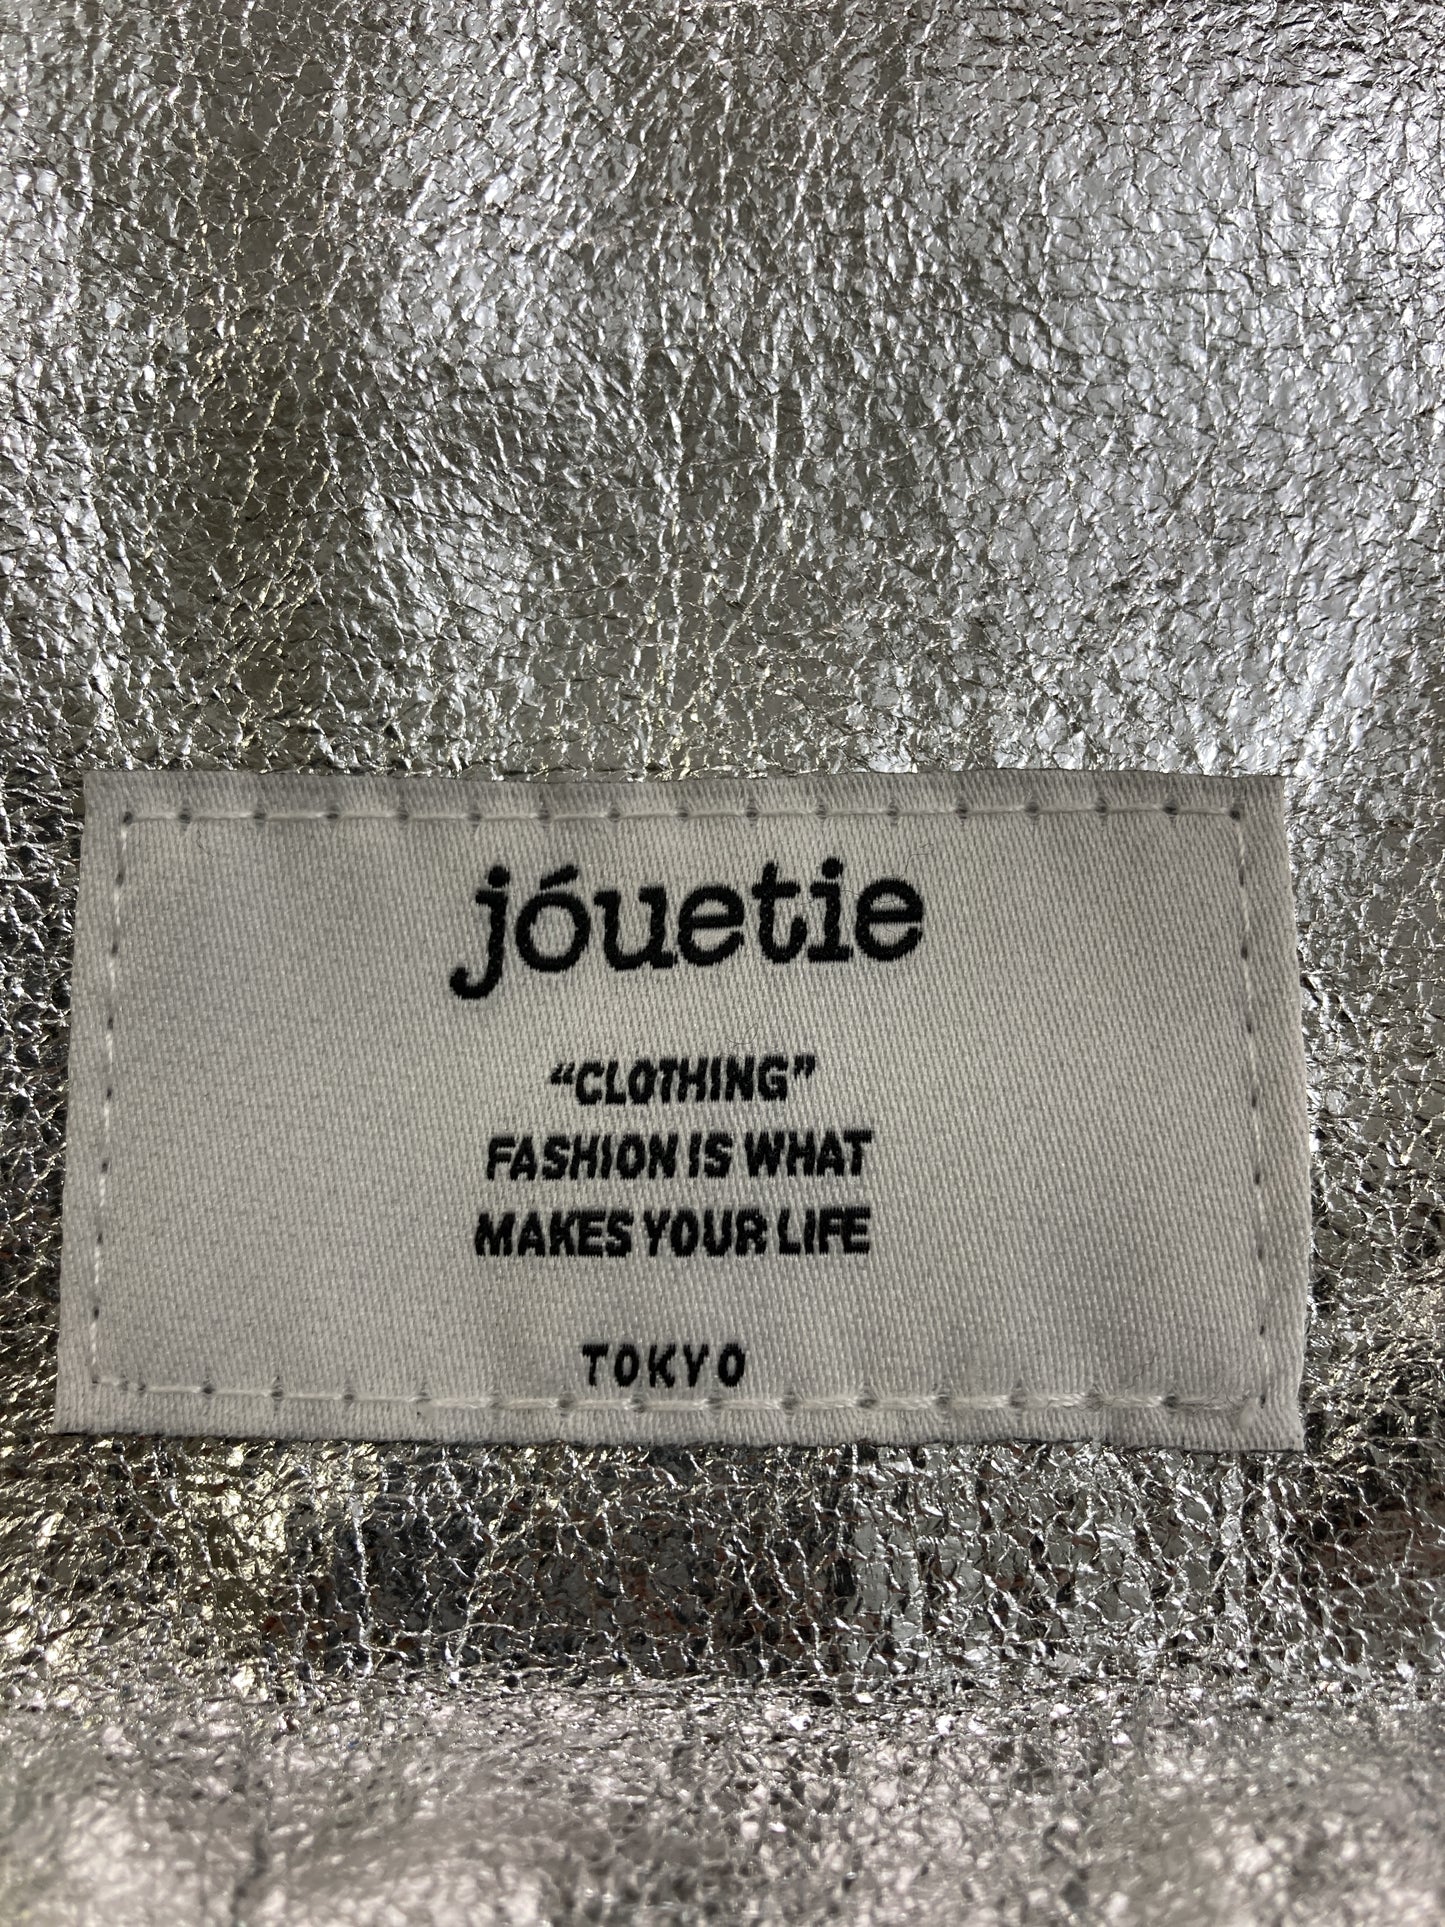 jóuetie
“CLOTHING”
FASHION IS WHAT
MAKES YOUR LIFE
TOKYO